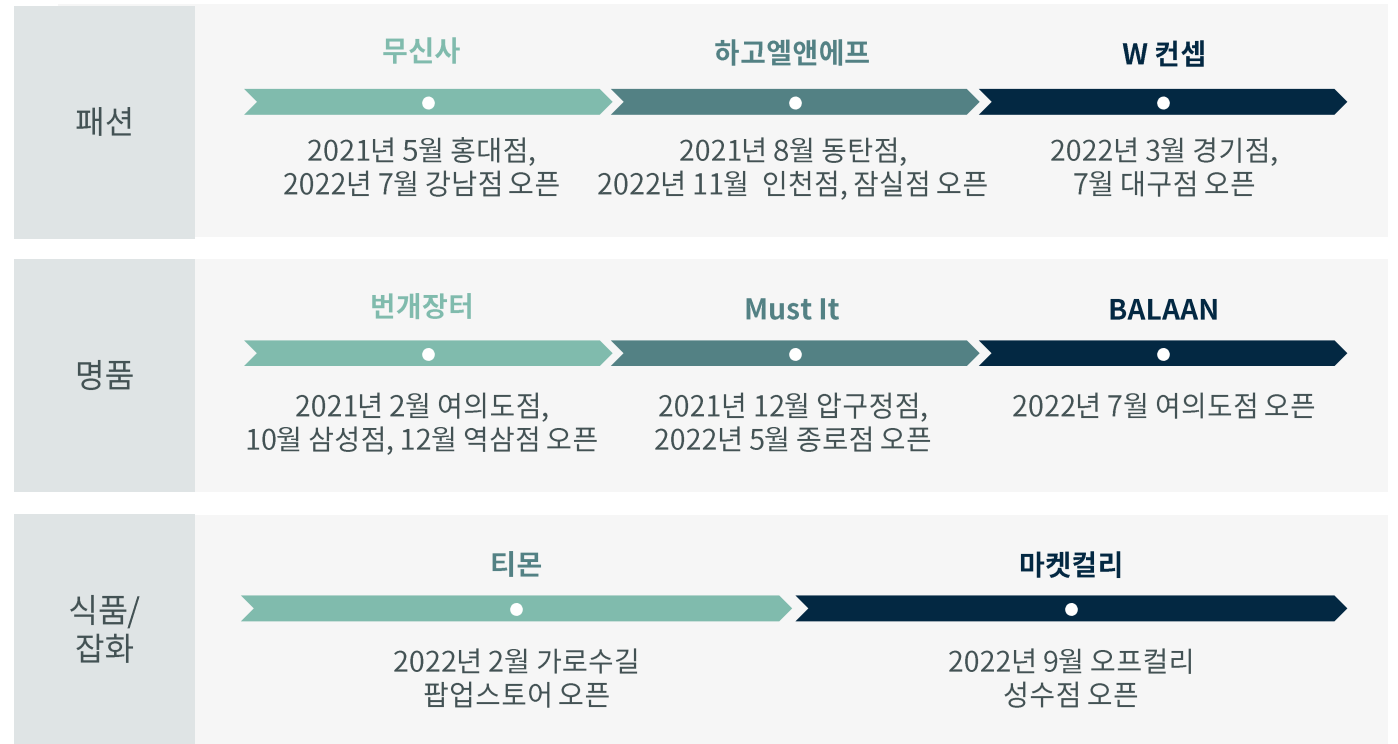 패션
무신사
2021년 5월 홍대점,
2022년 7월 강남점 오픈
하고엘앤에프
2021년 8월 동탄점,
2022년 11월 인천점, 잠실점 오픈
W 컨셉
2022년 3월 경기점,
7월 대구점 오픈
명품
번개장터
2021년 2월 여의도점,
10월 삼성점, 12월 역삼점 오픈
Must It
2021년 12월 압구정점,
2022년 5월 종로점 오픈
BALAAN
2022년 7월 여의도점 오픈
식품/
잡화
티몬
2022년 2월 가로수길
팝업스토어 오픈
마켓컬리
2022년 9월 오프컬리
성수점 오픈